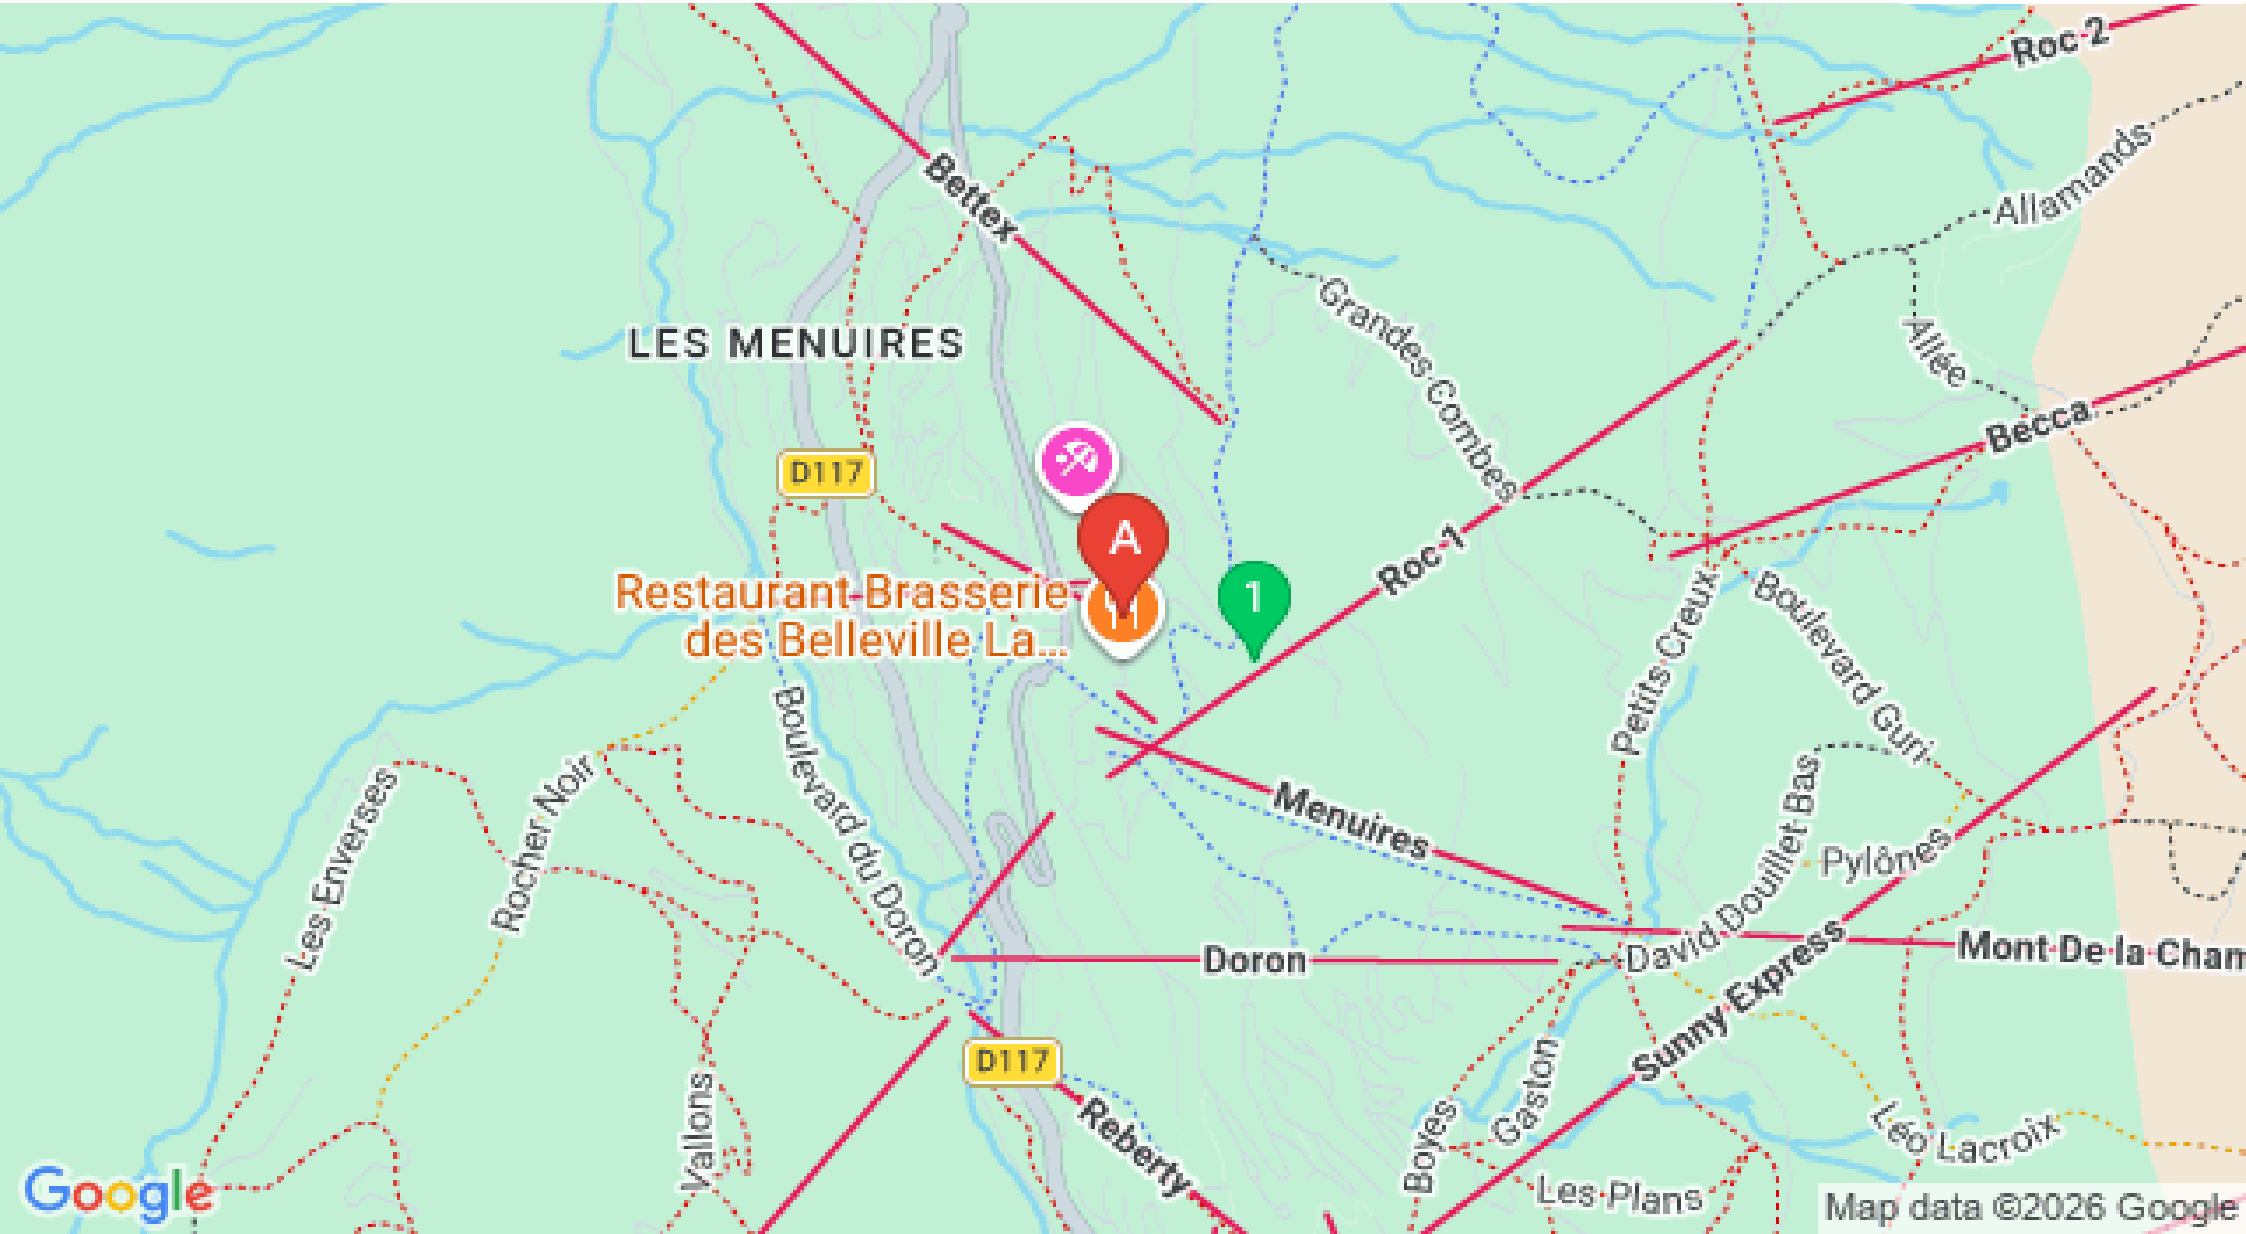 Roc 2
Allamands
Bettex
Grandes Combes
LES MENUIRES
Allée
Becca
D117
A
Roc 1
1
Restaurant Brasserie
des Belleville La...
Petits Creux
Boulevard Guri
Boulevard du Doron
Les Enverses
Rocher Noir
Menuires
David Douillet Bas
Pylônes
Doron
Mont De la Cham
Sunny Express
D117
Reberty
Vallons
Gaston
Boyes
Léo Lacroix
Les Plans
Google
Map data ©2026 Google